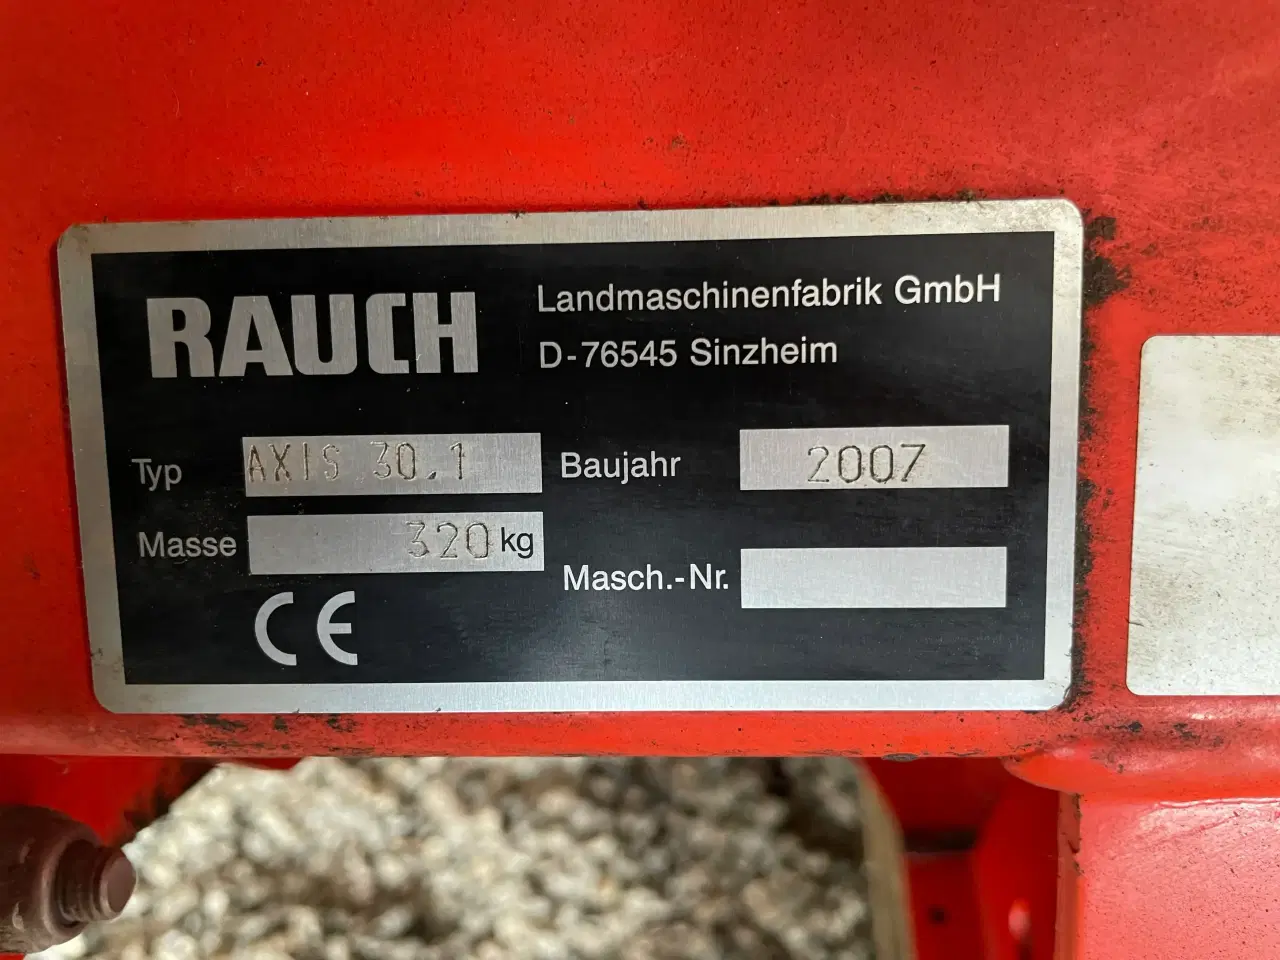 RAUCH
Landmaschinenfabrik GmbH
D-76545 Sinzheim
Typ AXIS 30.1
Baujahr 2007
Masse 320 kg
Masch.-Nr.
CE